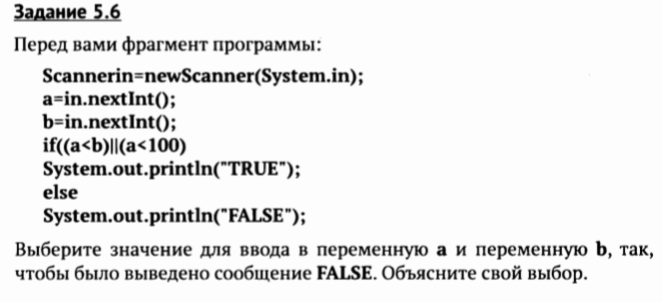 Задание 5.6
Перед вами фрагмент программы:
Scannerin=newScanner(System.in);
a=in.nextInt();
b=in.nextInt();
if((a<b)||(a<100)
System.out.println("TRUE");
else
System.out.println("FALSE");
Выберите значение для ввода в переменную a и переменную b, так,
чтобы было выведено сообщение FALSE. Объясните свой выбор.